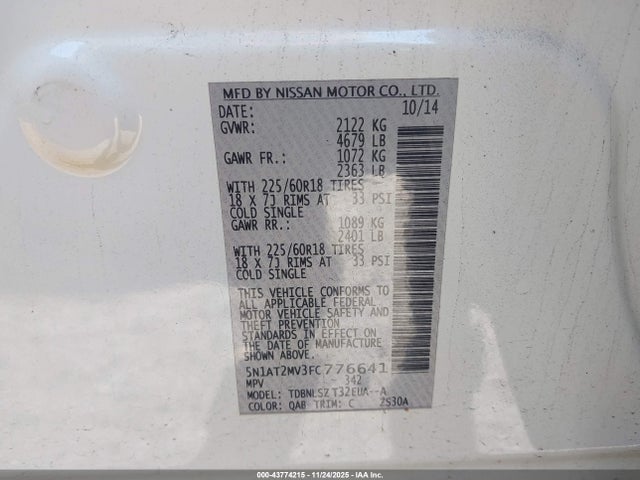 MFD BY NISSAN MOTOR CO., LTD.
DATE: 10/14
GVWR: 2122 KG
4679 LB
GAWR FR.: 1072 KG
2363 LB
WITH 225/60R18 TIRES
18 X 7J RIMS AT 33 PSI
COLD SINGLE
GAWR RR.: 1089 KG
2401 LB
WITH 225/60R18 TIRES
18 X 7J RIMS AT 33 PSI
COLD SINGLE
THIS VEHICLE CONFORMS TO
ALL APPLICABLE FEDERAL
MOTOR VEHICLE SAFETY AND
THEFT PREVENTION
STANDARDS IN EFFECT ON
THE DATE OF MANUFACTURE
SHOWN ABOVE.
5N1AT2MV3FC776641
MPV 342
MODEL: TDBNLSZ T32EUA--A
COLOR: QAB TRIM: C ZS30A
000-43774215 - 11/24/2025 - IAA Inc.